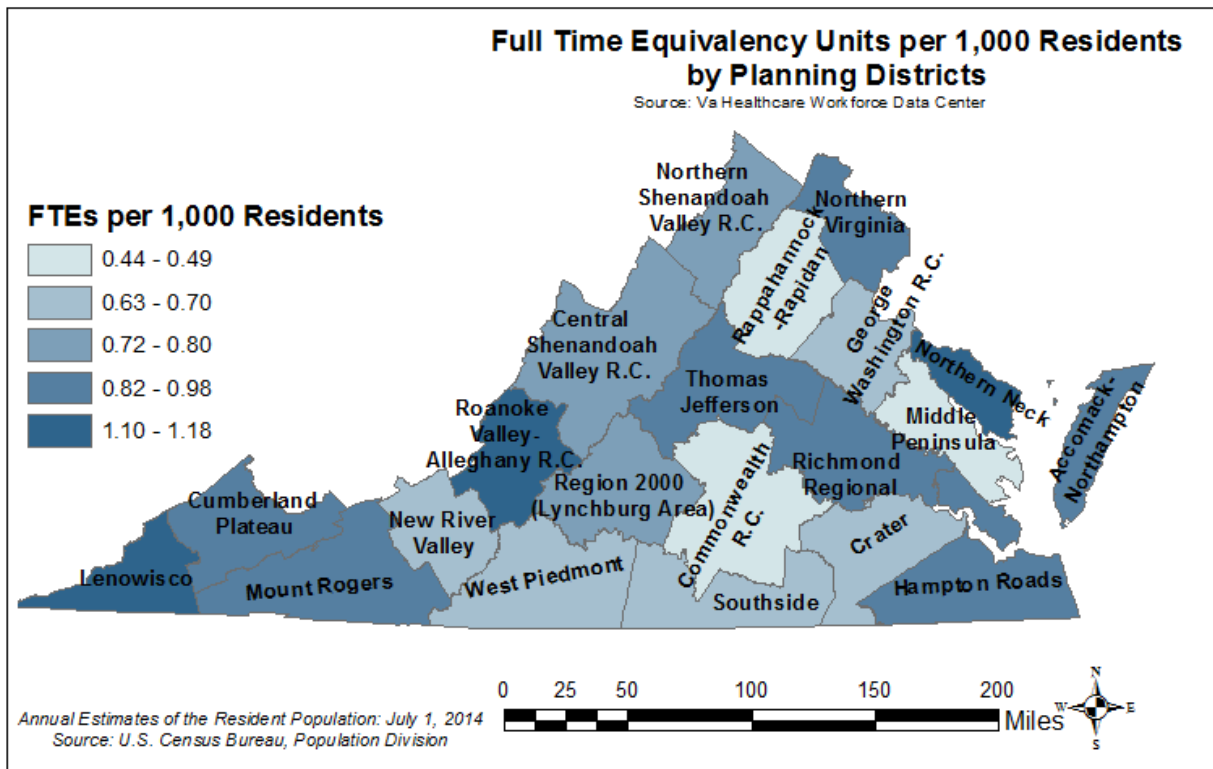 Full Time Equivalency Units per 1,000 Residents
by Planning Districts
Source: Va Healthcare Workforce Data Center
FTEs per 1,000 Residents
0.44 - 0.49
0.63 - 0.70
0.72 - 0.80
0.82 - 0.98
1.10 - 1.18
Northern
Shenandoah
Valley R.C.
Northern
Virginia
Rappahannock
-Rapidan
George
Washington R.C.
Central
Shenandoah
Valley R.C.
Northern Neck
Thomas
Jefferson
Middle
Peninsula
Accomack-
Northampton
Roanoke
Valley-
Alleghany R.C.
Richmond
Regional
Region 2000
(Lynchburg Area)
Commonwealth
R.C.
Cumberland
Plateau
New River
Valley
Crater
Lenowisco
Mount Rogers
West Piedmont
Southside
Hampton Roads
0 25 50 100 150 200
Miles
N
W E
S
Annual Estimates of the Resident Population: July 1, 2014
Source: U.S. Census Bureau, Population Division